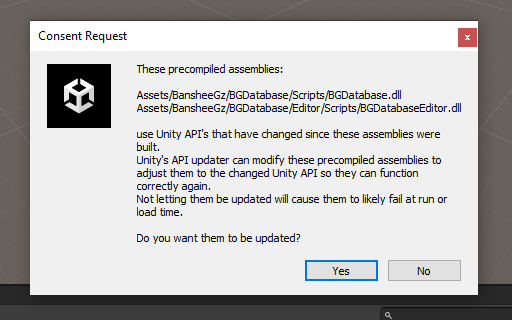 Consent Request
These precompiled assemblies:
Assets/BansheeGz/BGDatabase/Scripts/BGDatabase.dll
Assets/BansheeGz/BGDatabase/Editor/Scripts/BGDatabaseEditor.dll
use Unity API's that have changed since these assemblies were
built.
Unity's API updater can modify these precompiled assemblies to
adjust them to the changed Unity API so they can function
correctly again.
Not letting them be updated will cause them to likely fail at run or
load time.
Do you want them to be updated?
Yes
No